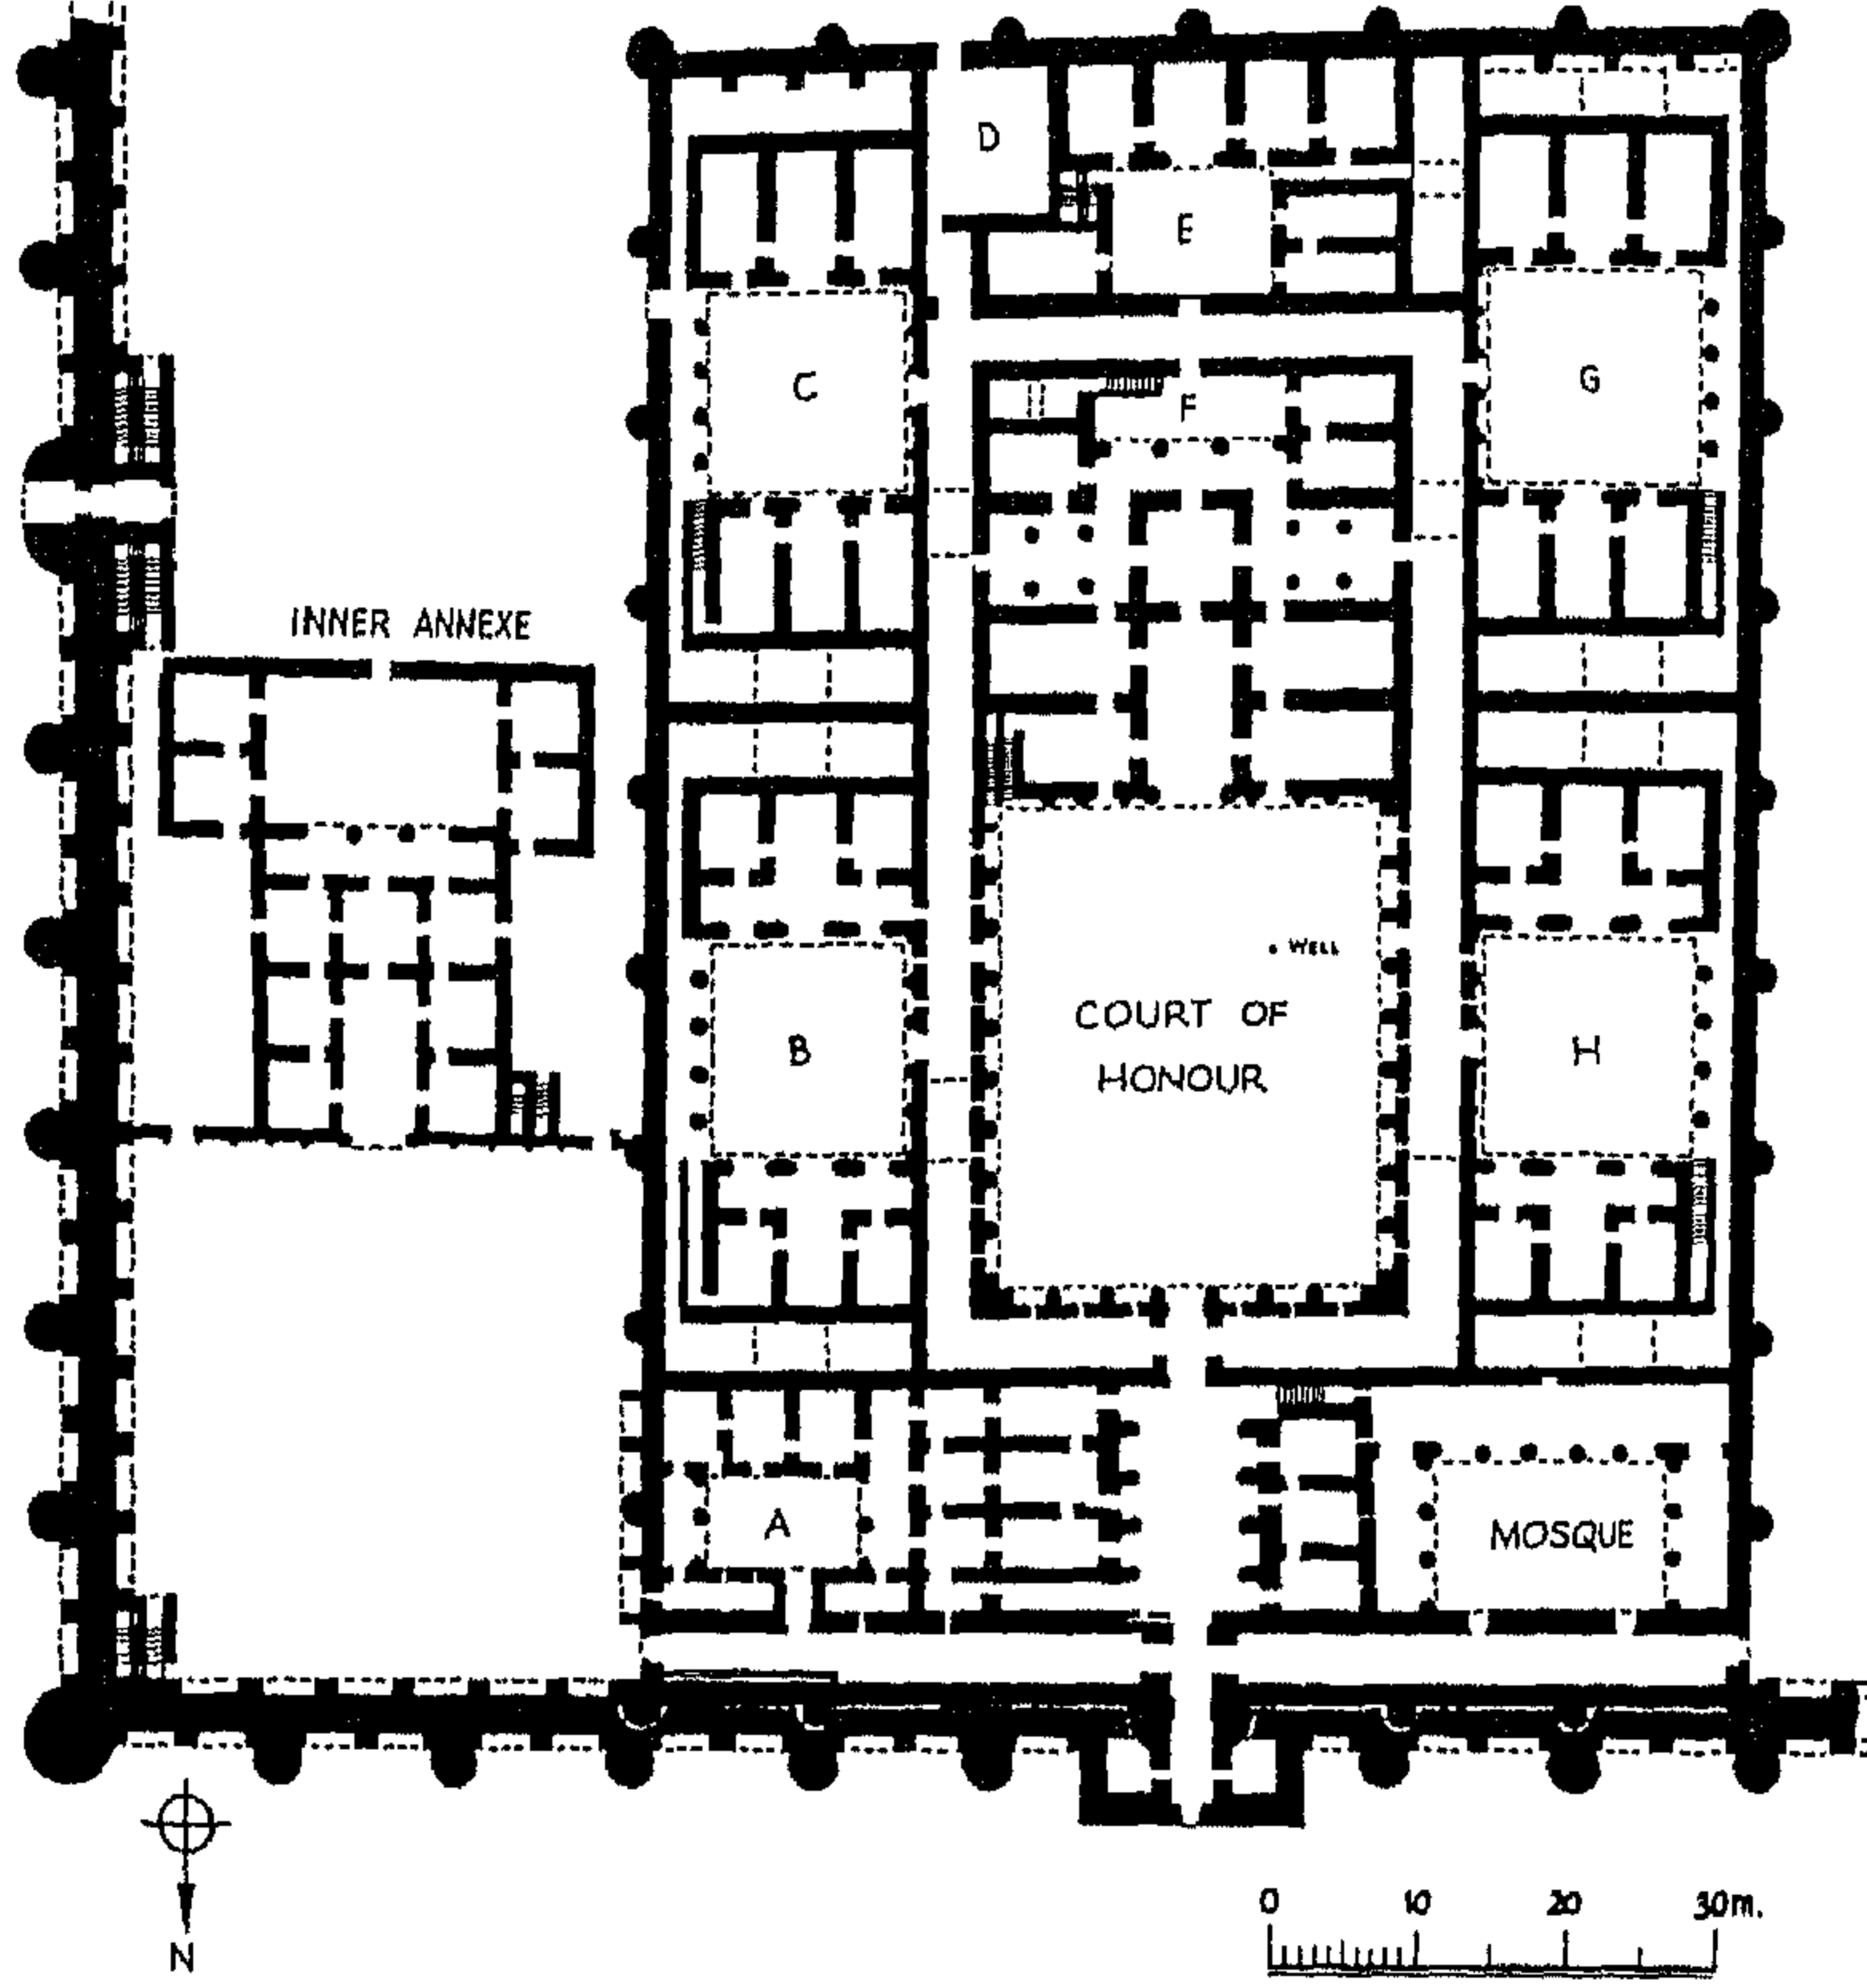 D
E
C
G
F
INNER ANNEXE
WELL
COURT OF
HONOUR
B
H
A
MOSQUE
N
0 10 20 30m.